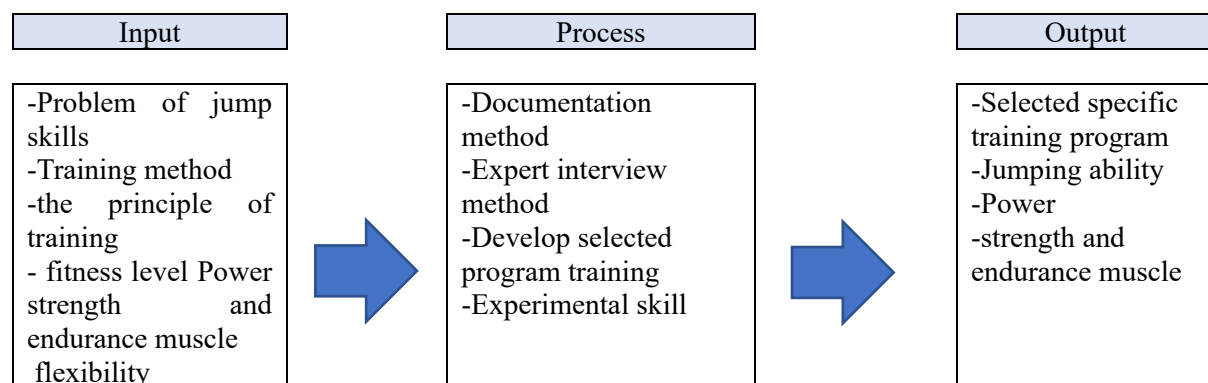 Input
-Problem of jump
skills
-Training method
-the principle of
training
- fitness level Power
strength and
endurance muscle
flexibility
Process
-Documentation
method
-Expert interview
method
-Develop selected
program training
-Experimental skill
Output
-Selected specific
training program
-Jumping ability
-Power
-strength and
endurance muscle